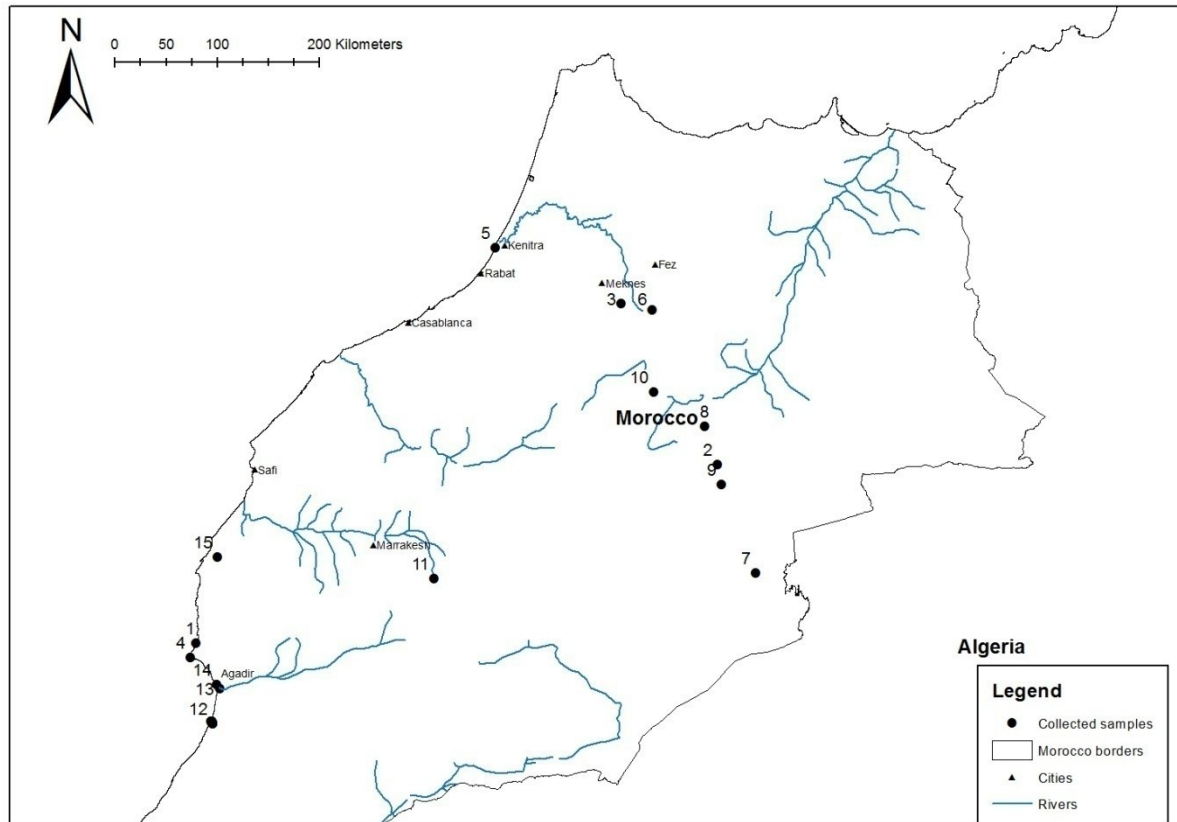 N
0 50 100 200 Kilometers
5
Kenitra
Rabat
Fez
Meknes
3
6
Casablanca
10
Morocco
8
Safi
2
9
15
Marrakesh
11
7
1
4
Algeria
14
Agadir
13
12
Legend
Collected samples
Morocco borders
Cities
Rivers